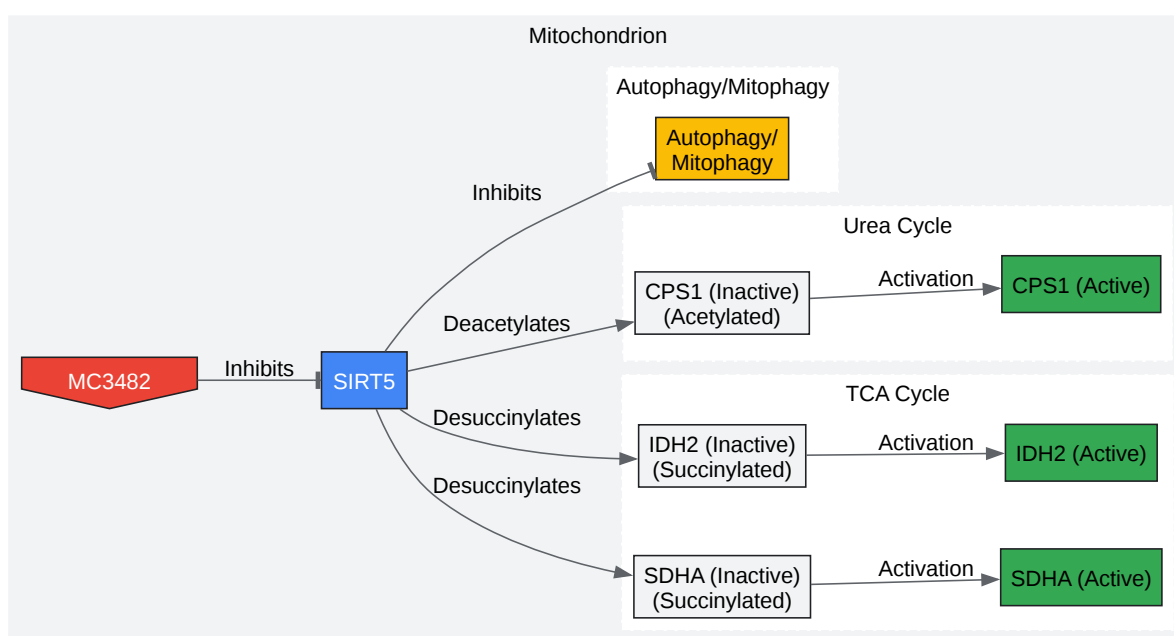 Mitochondrion
Autophagy/Mitophagy
Autophagy/
Mitophagy
Inhibits
Urea Cycle
CPS1 (Inactive)
(Acetylated)
Activation
CPS1 (Active)
Deacetylates
MC3482
Inhibits
SIRT5
TCA Cycle
Desuccinylates
IDH2 (Inactive)
(Succinylated)
Activation
IDH2 (Active)
Desuccinylates
SDHA (Inactive)
(Succinylated)
Activation
SDHA (Active)